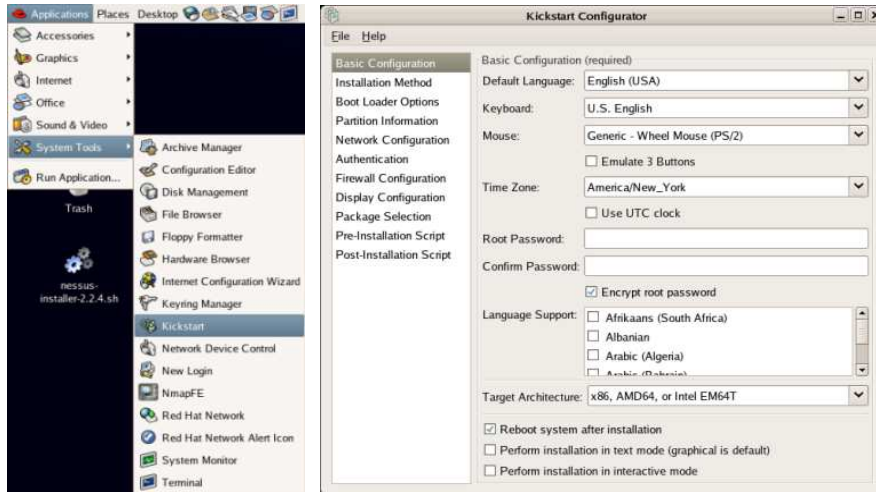 Applications Places Desktop
Accessories
Graphics
Internet
Office
Sound & Video
System Tools
Run Application...
Archive Manager
Configuration Editor
Disk Management
File Browser
Floppy Formatter
Hardware Browser
Internet Configuration Wizard
Keyring Manager
Kickstart
Network Device Control
New Login
NmapFE
Red Hat Network
Red Hat Network Alert Icon
System Monitor
Terminal
Trash
nessus-
installer-2.2.4.sh
Kickstart Configurator
File Help
Basic Configuration
Installation Method
Boot Loader Options
Partition Information
Network Configuration
Authentication
Firewall Configuration
Display Configuration
Package Selection
Pre-Installation Script
Post-Installation Script
Basic Configuration (required)
Default Language: English (USA)
Keyboard: U.S. English
Mouse: Generic - Wheel Mouse (PS/2)
Emulate 3 Buttons
Time Zone: America/New_York
Use UTC clock
Root Password:
Confirm Password:
Encrypt root password
Language Support: Afrikaans (South Africa)
Albanian
Arabic (Algeria)
Arabic (Bahrain)
Target Architecture: x86, AMD64, or Intel EM64T
Reboot system after installation
Perform installation in text mode (graphical is default)
Perform installation in interactive mode